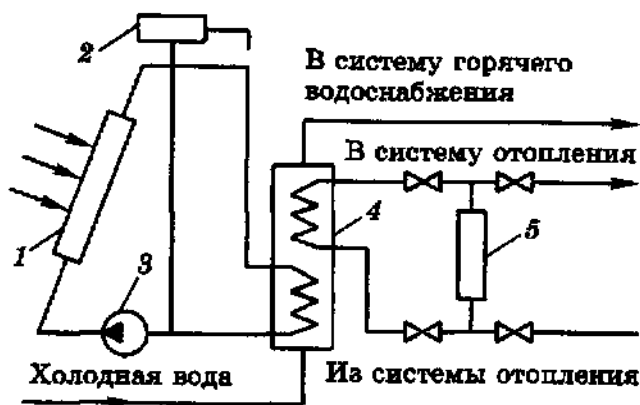 2
В систему горячего
водоснабжения
В систему отопления
1
3
4
5
Холодная вода
Из системы отопления